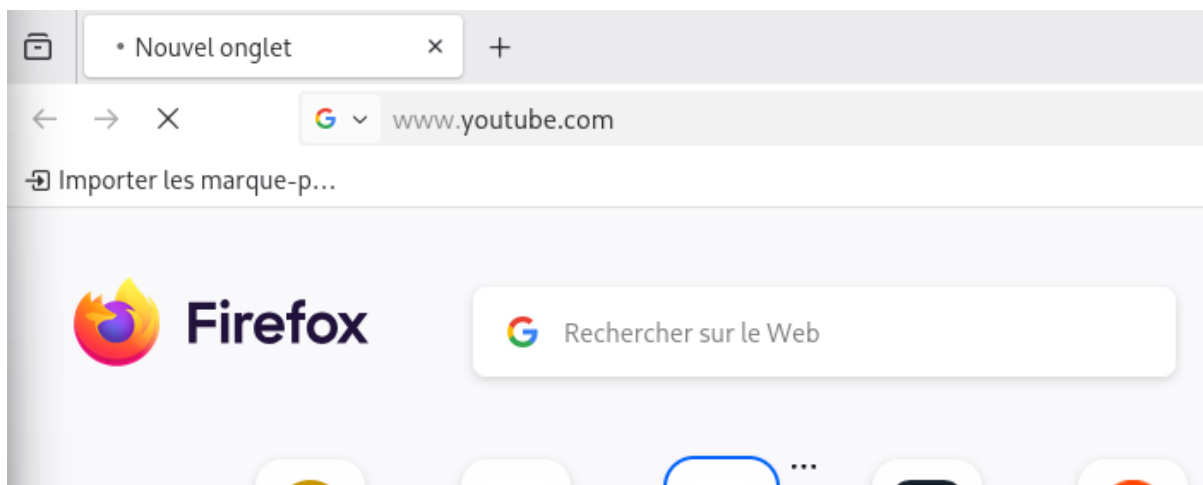 Nouvel onglet
www.youtube.com
Importer les marque-p...
Firefox
Rechercher sur le Web